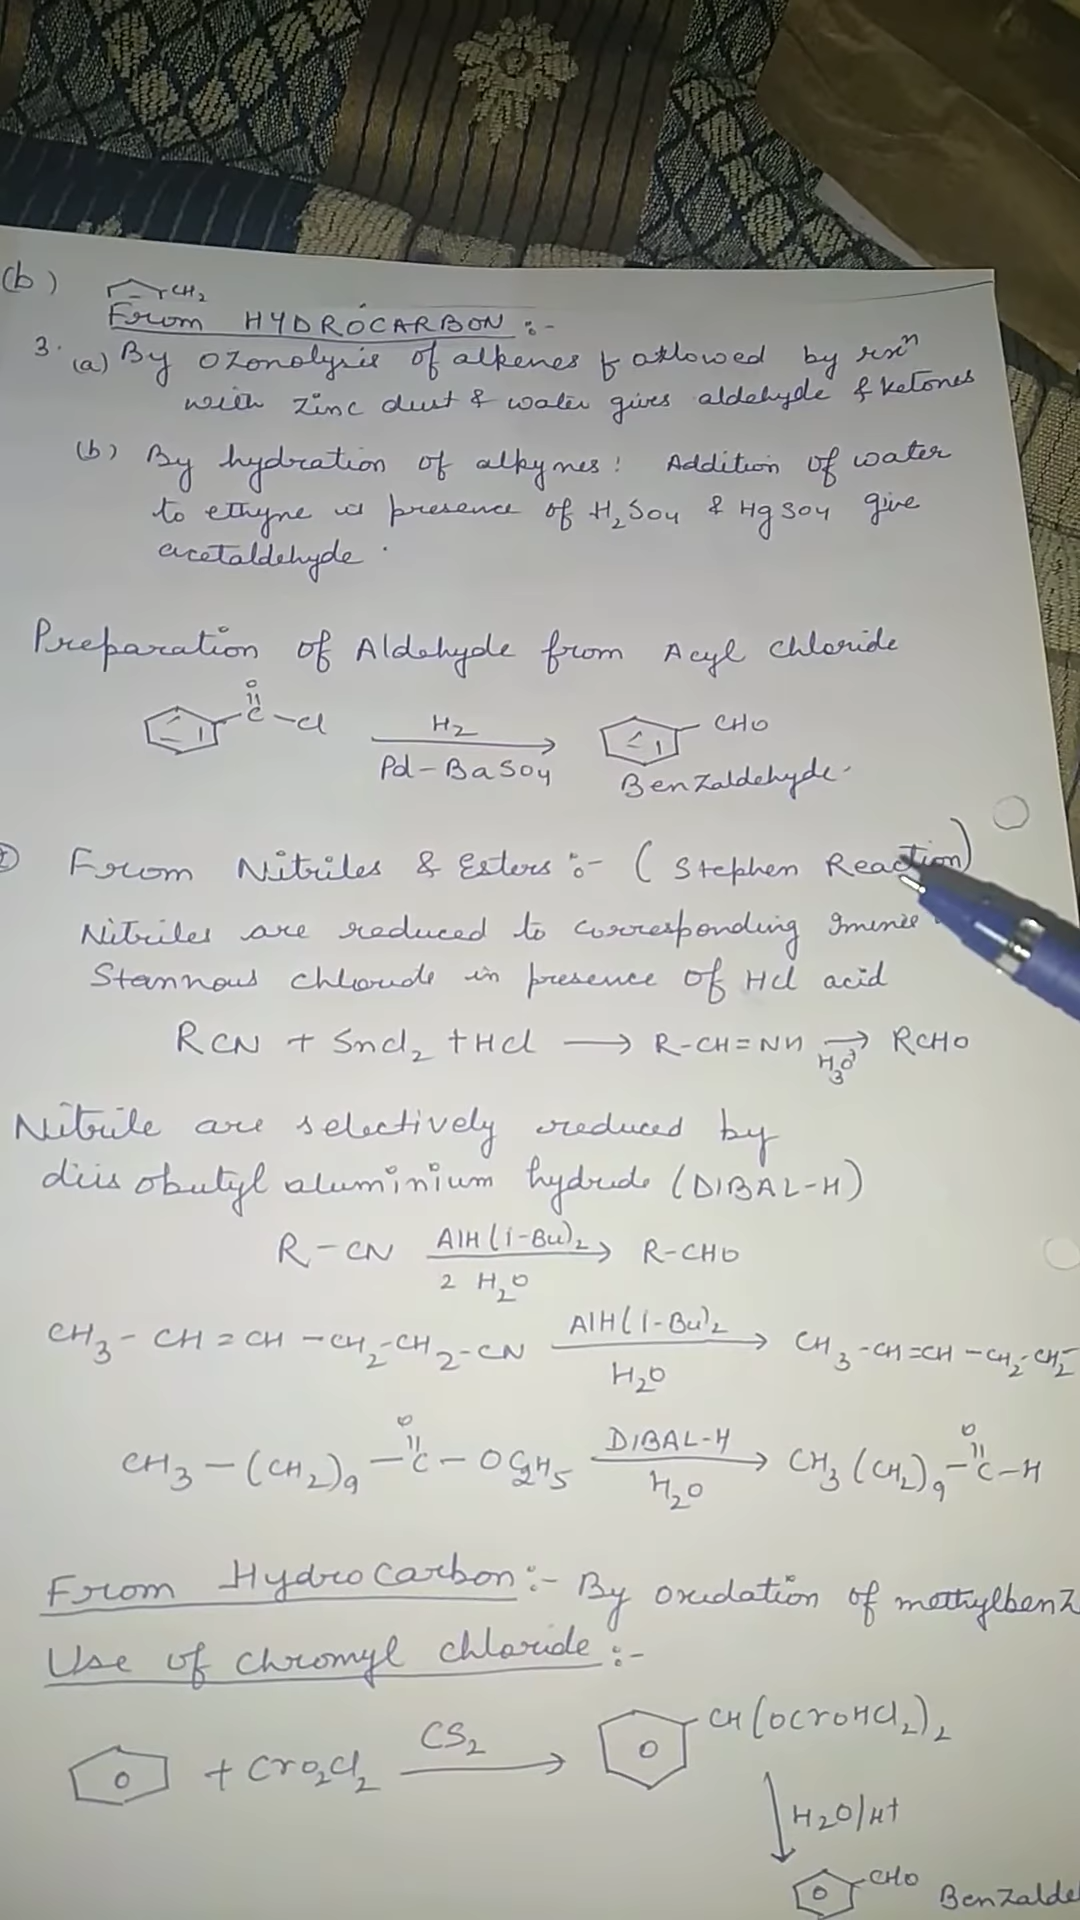 (b)
CH2
From HYDROCARBON :-
3. (a) By ozonolysis of alkenes followed by rxn
with zinc dust & water gives aldehyde & ketones
(b) By hydration of alkynes: Addition of water
to ethyne is presence of H2SO4 & HgSO4 give
acetaldehyde.
Preparation of Aldehyde from Acyl Chloride
O
C-Cl H2 CHO
Pd-BaSO4 Benzaldehyde.
From Nitriles & Esters :- (Stephen Reaction)
Nitriles are reduced to corresponding Imine
Stannous chloride in presence of HCl acid
RCN + SnCl2 + HCl → R-CH=NH → RCHO
H3O+
Nitrile are selectively reduced by
diisobutyl aluminium hydride (DIBAL-H)
R-CN AlH(i-Bu)2 → R-CHO
2 H2O
CH3-CH=CH-CH2-CH2-CN AlH(i-Bu)2 → CH3-CH=CH-CH2-CH2-
H2O
O O
CH3-(CH2)9-C-OC2H5 DIBAL-H → CH3(CH2)9-C-H
H2O
From Hydrocarbon :- By oxidation of methylbenz
Use of chromyl chloride :-
+ CrO2Cl2 CS2 → CH(OCrOHCl2)2
H2O/H+
CHO Benzalde